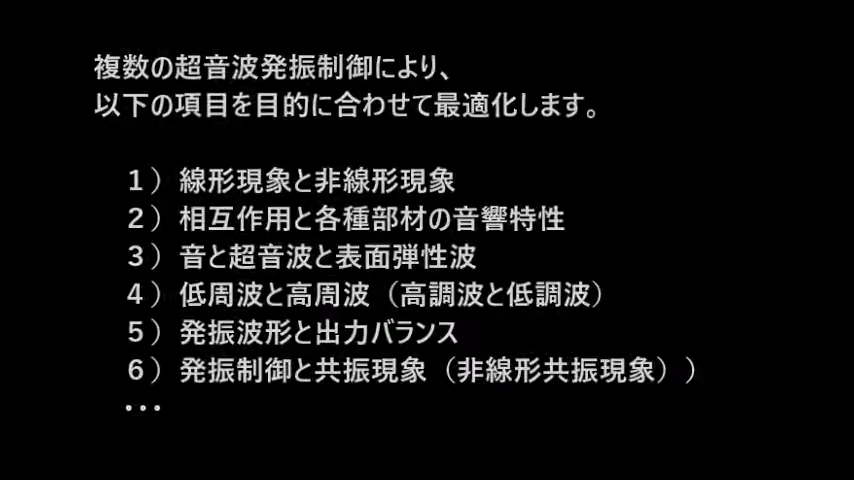 複数の超音波発振制御により、
以下の項目を目的に合わせて最適化します。
１）線形現象と非線形現象
２）相互作用と各種部材の音響特性
３）音と超音波と表面弾性波
４）低周波と高周波（高調波と低調波）
５）発振波形と出力バランス
６）発振制御と共振現象（非線形共振現象））
・・・